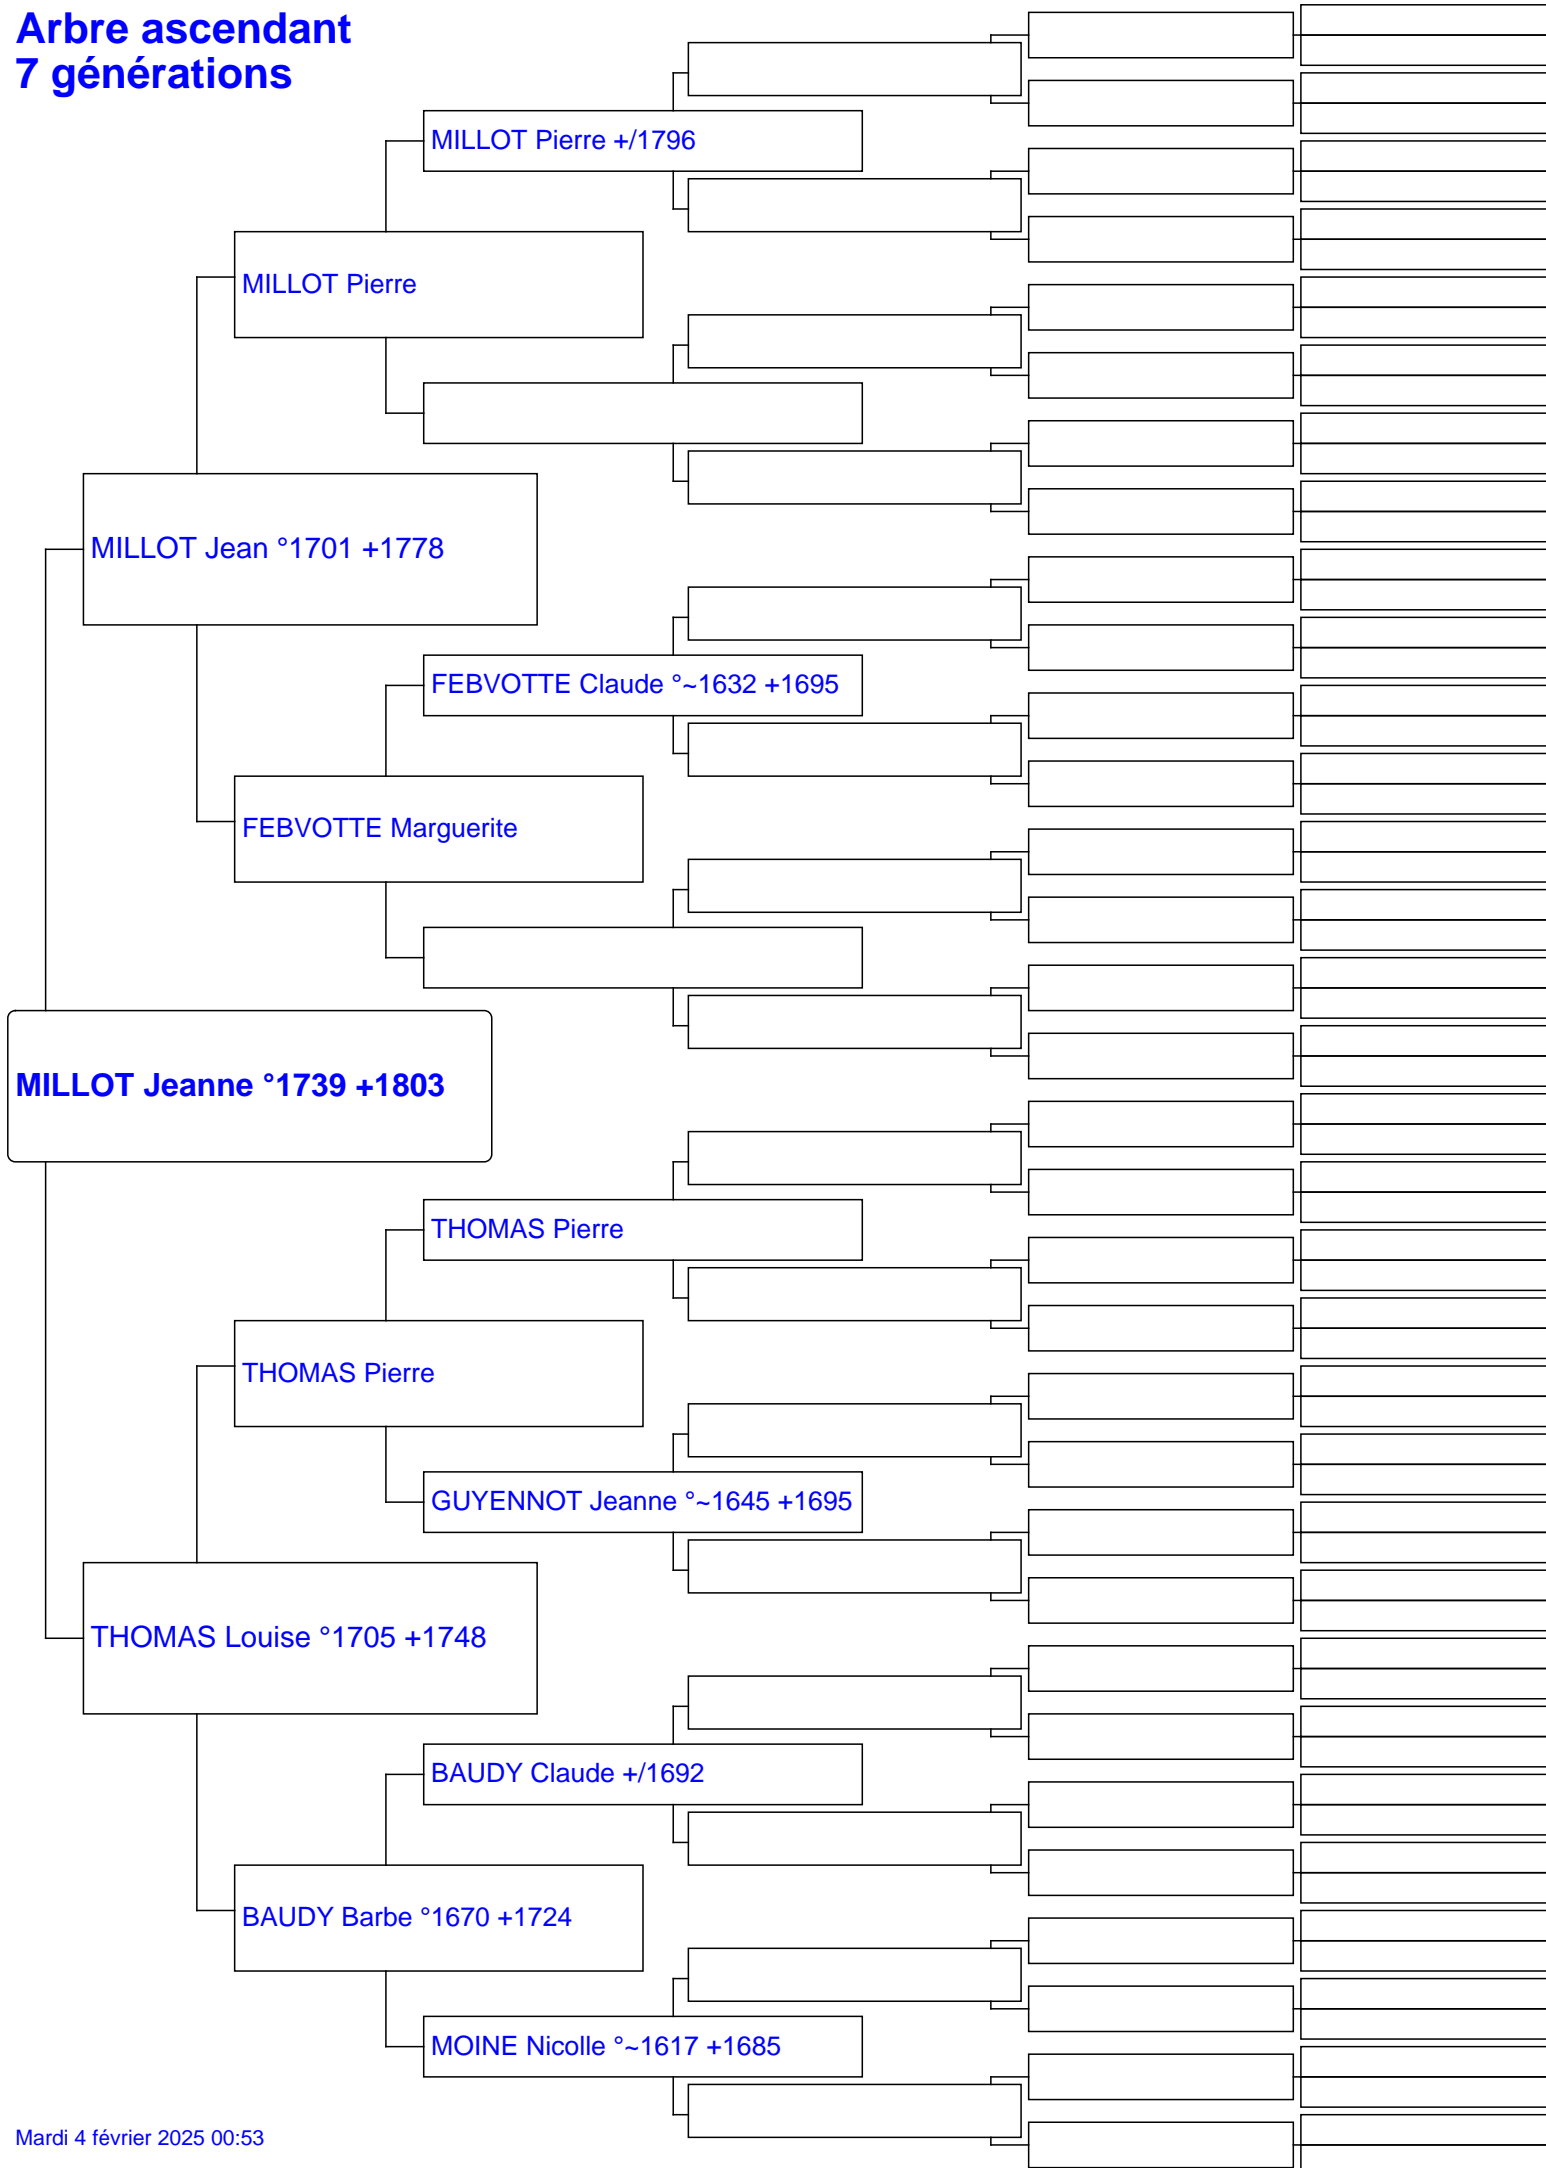 Arbre ascendant
7 générations
MILLOT Pierre +/1796
MILLOT Pierre
MILLOT Jean °1701 +1778
FEBVOTTE Claude °~1632 +1695
FEBVOTTE Marguerite
MILLOT Jeanne °1739 +1803
THOMAS Pierre
THOMAS Pierre
GUYENNOT Jeanne °~1645 +1695
THOMAS Louise °1705 +1748
BAUDY Claude +/1692
BAUDY Barbe °1670 +1724
MOINE Nicolle °~1617 +1685
Mardi 4 février 2025 00:53